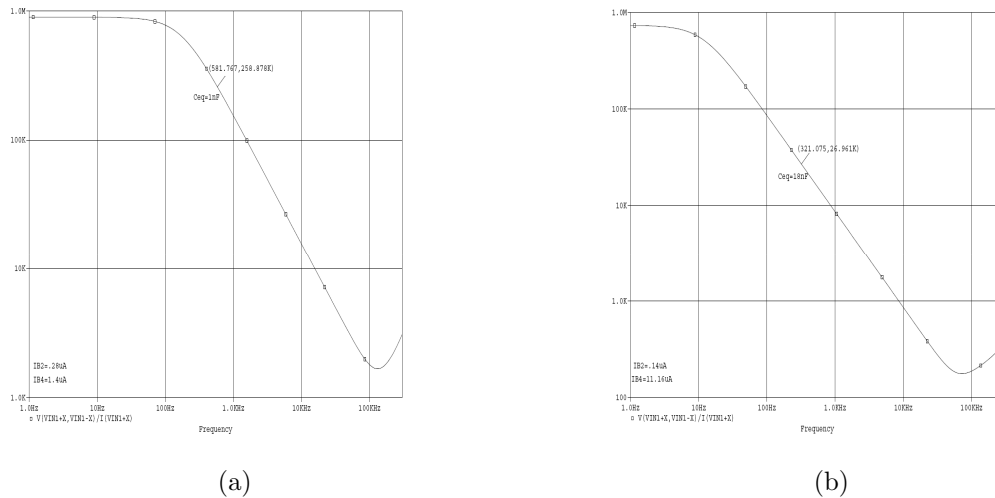 1.0M
(581.767,258.878K)
Ceq=1nF
100K
10K
IB2=.28uA
IB4=1.4uA
1.0K
1.0Hz 10Hz 100Hz 1.0KHz 10KHz 100KHz
V(VIN1+X,VIN1-X)/I(VIN1+X)
Frequency
(a)
1.0M
100K
(321.075,26.961K)
Ceq=18nF
10K
1.0K
IB2=.14uA
IB4=11.16uA
100
1.0Hz 100Hz 1.0KHz 10KHz 100KHz
V(VIN1+X,VIN1-X)/I(VIN1+X)
Frequency
(b)